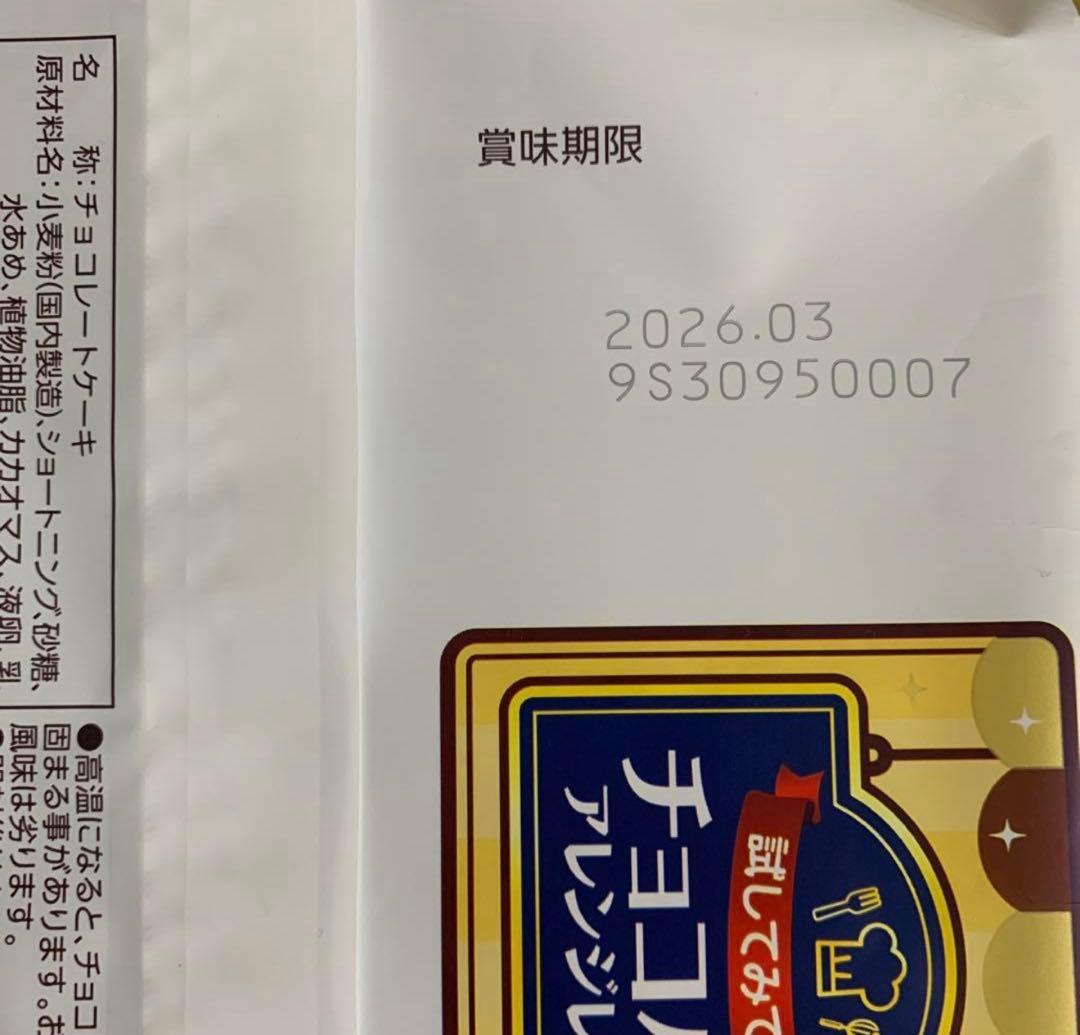 賞味期限
2026.03
9S30950007
名　称:チョコレートケーキ
原材料名:小麦粉(国内製造)、ショートニング、砂糖、
水あめ、植物油脂、カカオマス、液卵、乳
●高温になると、チョコ
固まる事があります。お
風味は劣ります。
試してみて
チョコ
アレンジレ